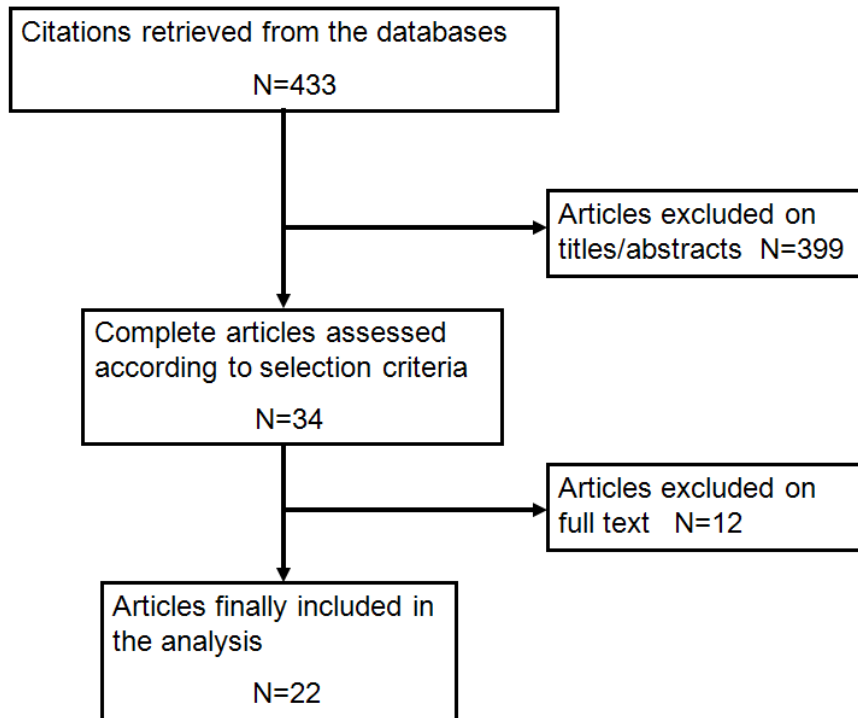 Citations retrieved from the databases
N=433
Articles excluded on
titles/abstracts N=399
Complete articles assessed
according to selection criteria
N=34
Articles excluded on
full text N=12
Articles finally included in
the analysis
N=22